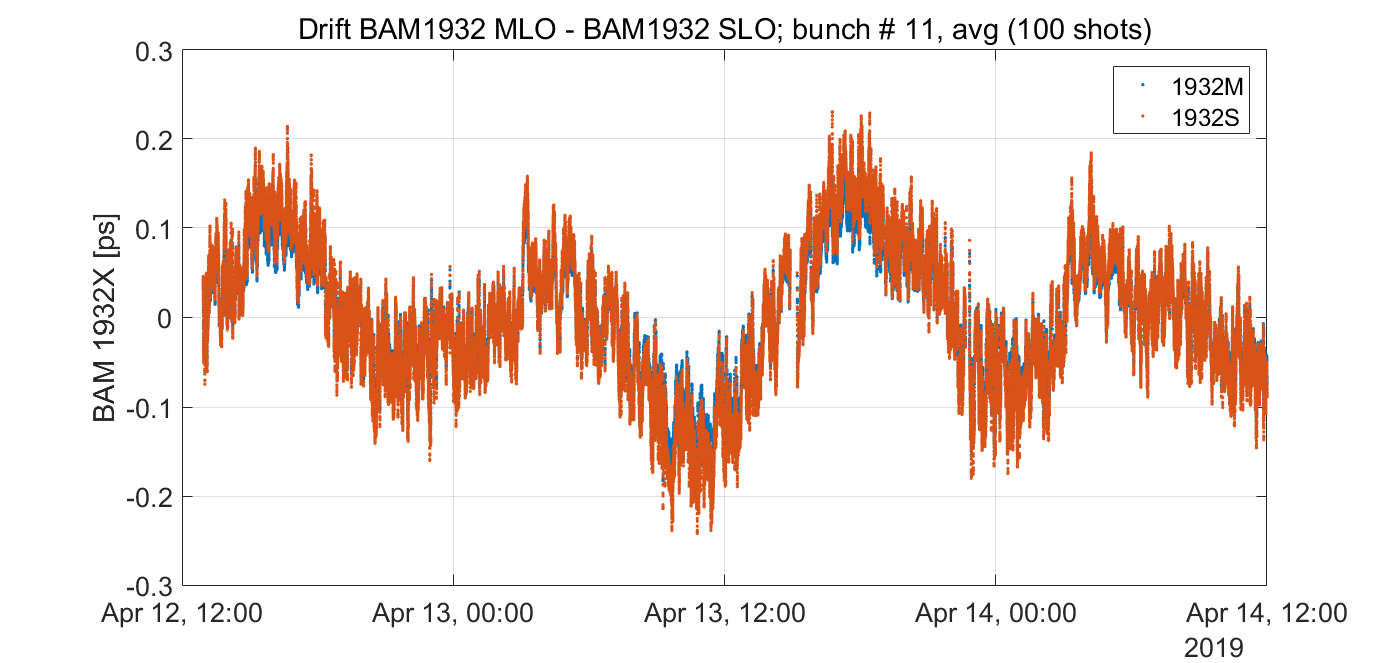 Drift BAM1932 MLO - BAM1932 SLO; bunch # 11, avg (100 shots)
0.3
0.2
0.1
0
-0.1
-0.2
-0.3
BAM 1932X [ps]
1932M
1932S
Apr 12, 12:00
Apr 13, 00:00
Apr 13, 12:00
Apr 14, 00:00
Apr 14, 12:00
2019